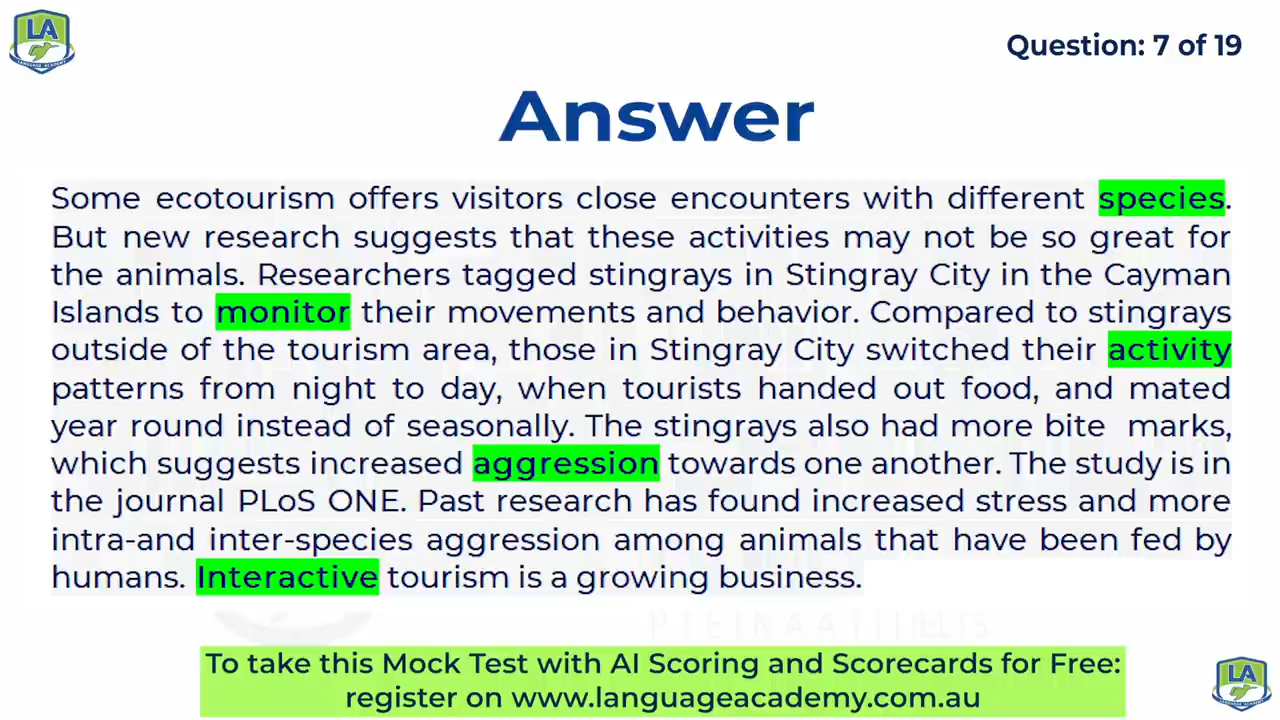 LA
LANGUAGE ACADEMY
Question: 7 of 19
Answer
Some ecotourism offers visitors close encounters with different species.
But new research suggests that these activities may not be so great for
the animals. Researchers tagged stingrays in Stingray City in the Cayman
Islands to monitor their movements and behavior. Compared to stingrays
outside of the tourism area, those in Stingray City switched their activity
patterns from night to day, when tourists handed out food, and mated
year round instead of seasonally. The stingrays also had more bite marks,
which suggests increased aggression towards one another. The study is in
the journal PLoS ONE. Past research has found increased stress and more
intra-and inter-species aggression among animals that have been fed by
humans. Interactive tourism is a growing business.
To take this Mock Test with AI Scoring and Scorecards for Free:
register on www.languageacademy.com.au
LA
LANGUAGE ACADEMY